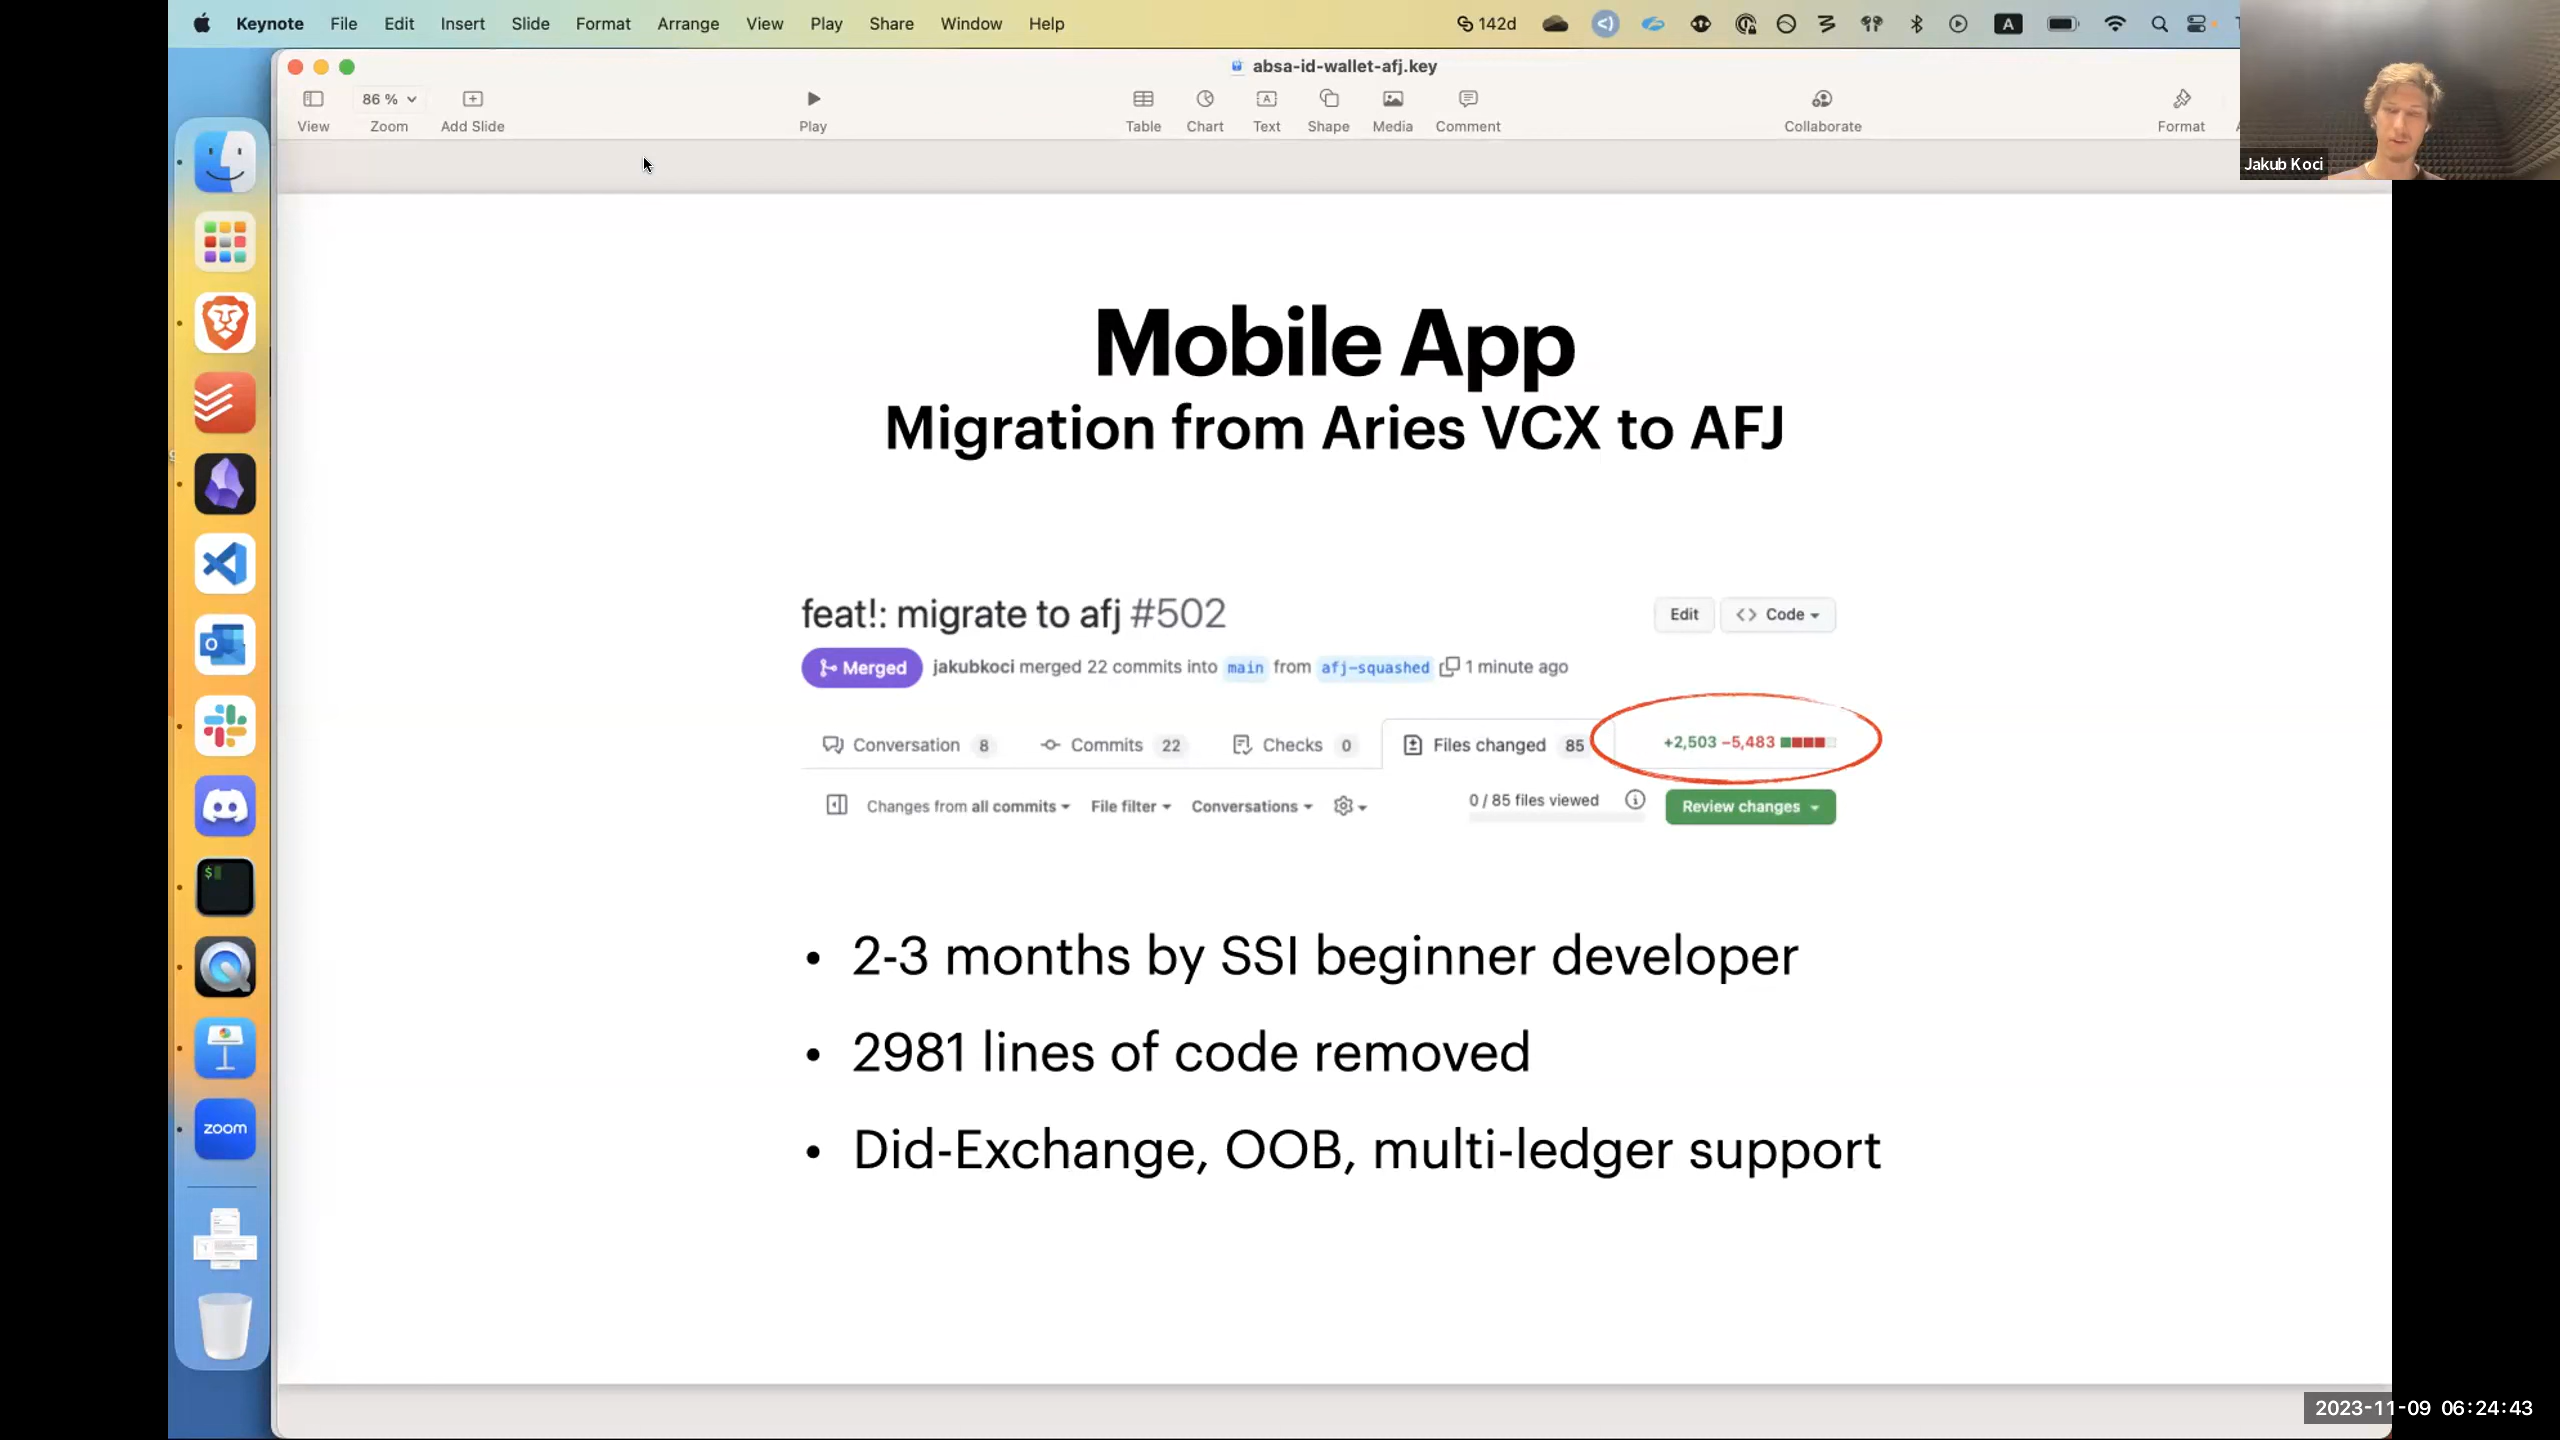 Keynote File Edit Insert Slide Format Arrange View Play Share Window Help 142d A
absa-id-wallet-afj.key
86 %
View Zoom Add Slide Play Table Chart Text Shape Media Comment Collaborate Format
Jakub Koci
Mobile App
Migration from Aries VCX to AFJ
feat!: migrate to afj #502
Edit <> Code
Merged jakubkoci merged 22 commits into main from afj-squashed 1 minute ago
Conversation 8 Commits 22 Checks 0 Files changed 85 +2,503 −5,483
Changes from all commits File filter Conversations 0 / 85 files viewed Review changes
• 2-3 months by SSI beginner developer
• 2981 lines of code removed
• Did-Exchange, OOB, multi-ledger support
$
zoom
2023-11-09 06:24:43